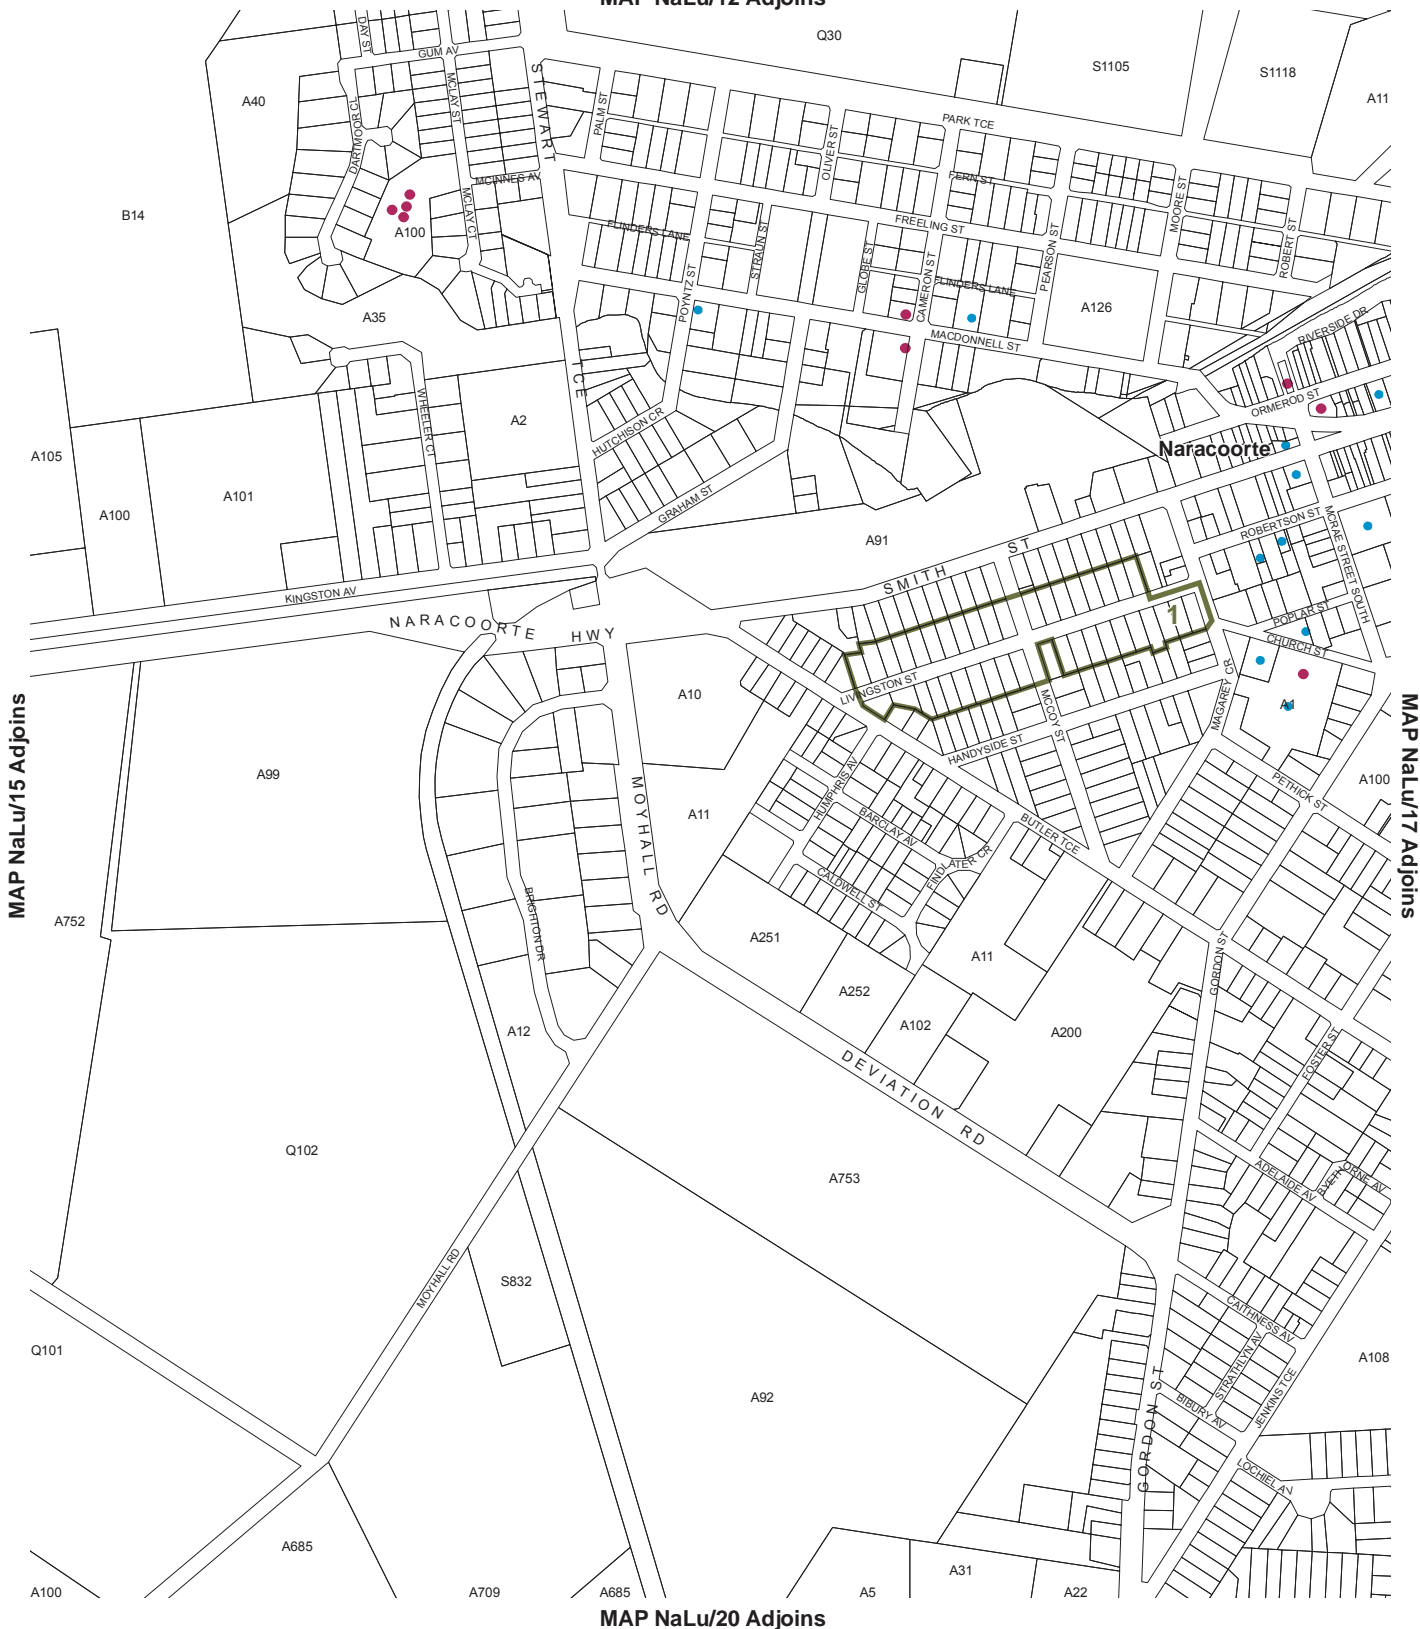 MAP NaLu/12 Adjoins
Q30
S1105
S1118
A11
A40
DAY ST
GUM AV
MCLAY ST
STEWART
TCE
PALM ST
PARK TCE
OLIVER ST
DARTMOOR CL
MCINNES AV
MCLAY CT
FERN ST
MOORE ST
B14
A100
FLINDERS LANE
FREELING ST
STRAUN ST
GLOBE ST
CAMERON ST
PEARSON ST
ROBERT ST
POYNTZ ST
FLINDERS LANE
A126
A35
MACDONNELL ST
RIVERSIDE DR
ORMEROD ST
WHEELER CT
A2
HUTCHISON CR
Naracoorte
A105
A101
A100
GRAHAM ST
A91
SMITH ST
ROBERTSON ST
MCRAE STREET SOUTH
KINGSTON AV
NARACOORTE HWY
1
POPLAR ST
CHURCH ST
A10
LIVINGSTON ST
MCCOY ST
MAGAREY CR
A1
HANDYSIDE ST
MAP NaLu/15 Adjoins
MAP NaLu/17 Adjoins
A99
MOYHALL RD
A11
HUMPHRIS AV
BARCLAY AV
FINDLATER CR
BUTLER TCE
PETHICK ST
A100
CALDWELL ST
BRIGHTON DR
A752
A251
A252
A11
A102
A200
GORDON ST
A12
DEVIATION RD
FOSTER ST
Q102
A753
ADELAIDE AV
BYETHORNE AV
MOYHALL RD
S832
CAITHNESS AV
STRATHLYN AV
Q101
A108
A92
GORDON ST
BIBURY AV
JENKINS TCE
LOCHIEL AV
A685
A100
A709
A685
A5
A31
A22
MAP NaLu/20 Adjoins